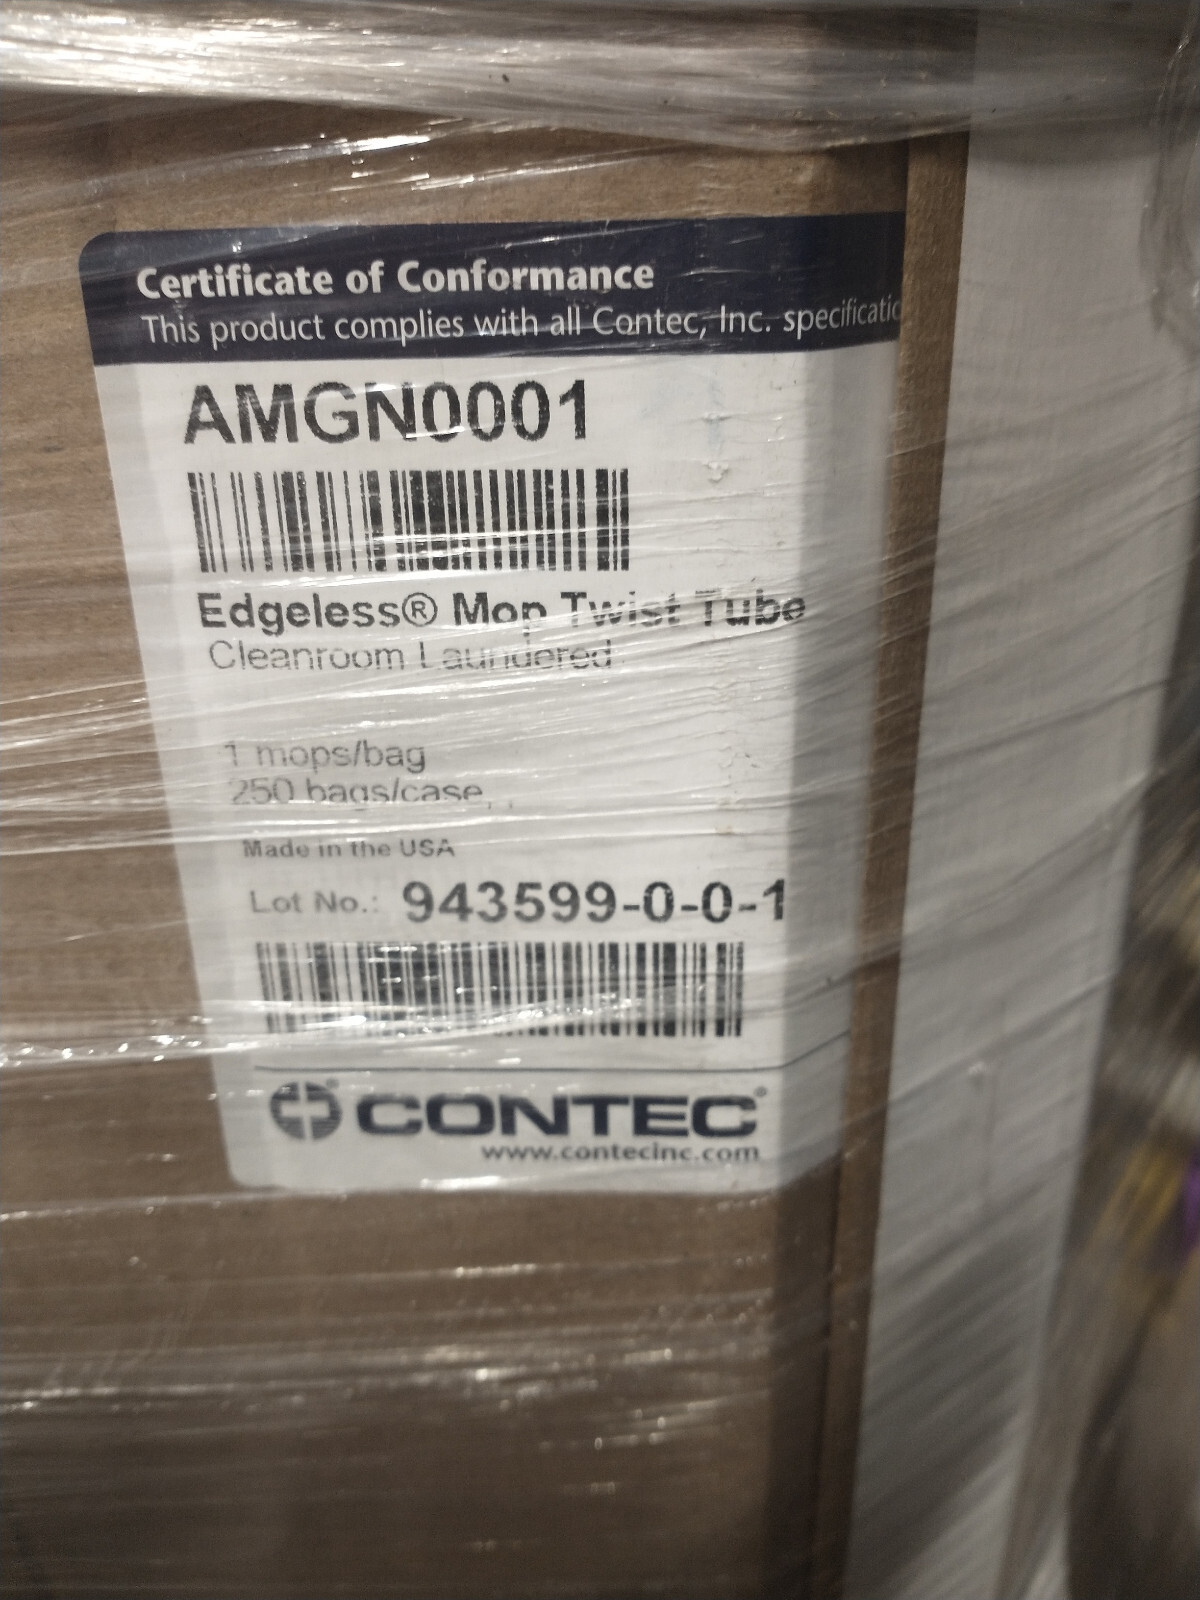 Certificate of Conformance
This product complies with all Contec, Inc. specificatio
AMGN0001
Edgeless® Mop Twist Tube
Cleanroom Laundered
1 mops/bag
250 bags/case, ,
Made in the USA
Lot No.: 943599-0-0-1
CONTEC®
www.contecinc.com